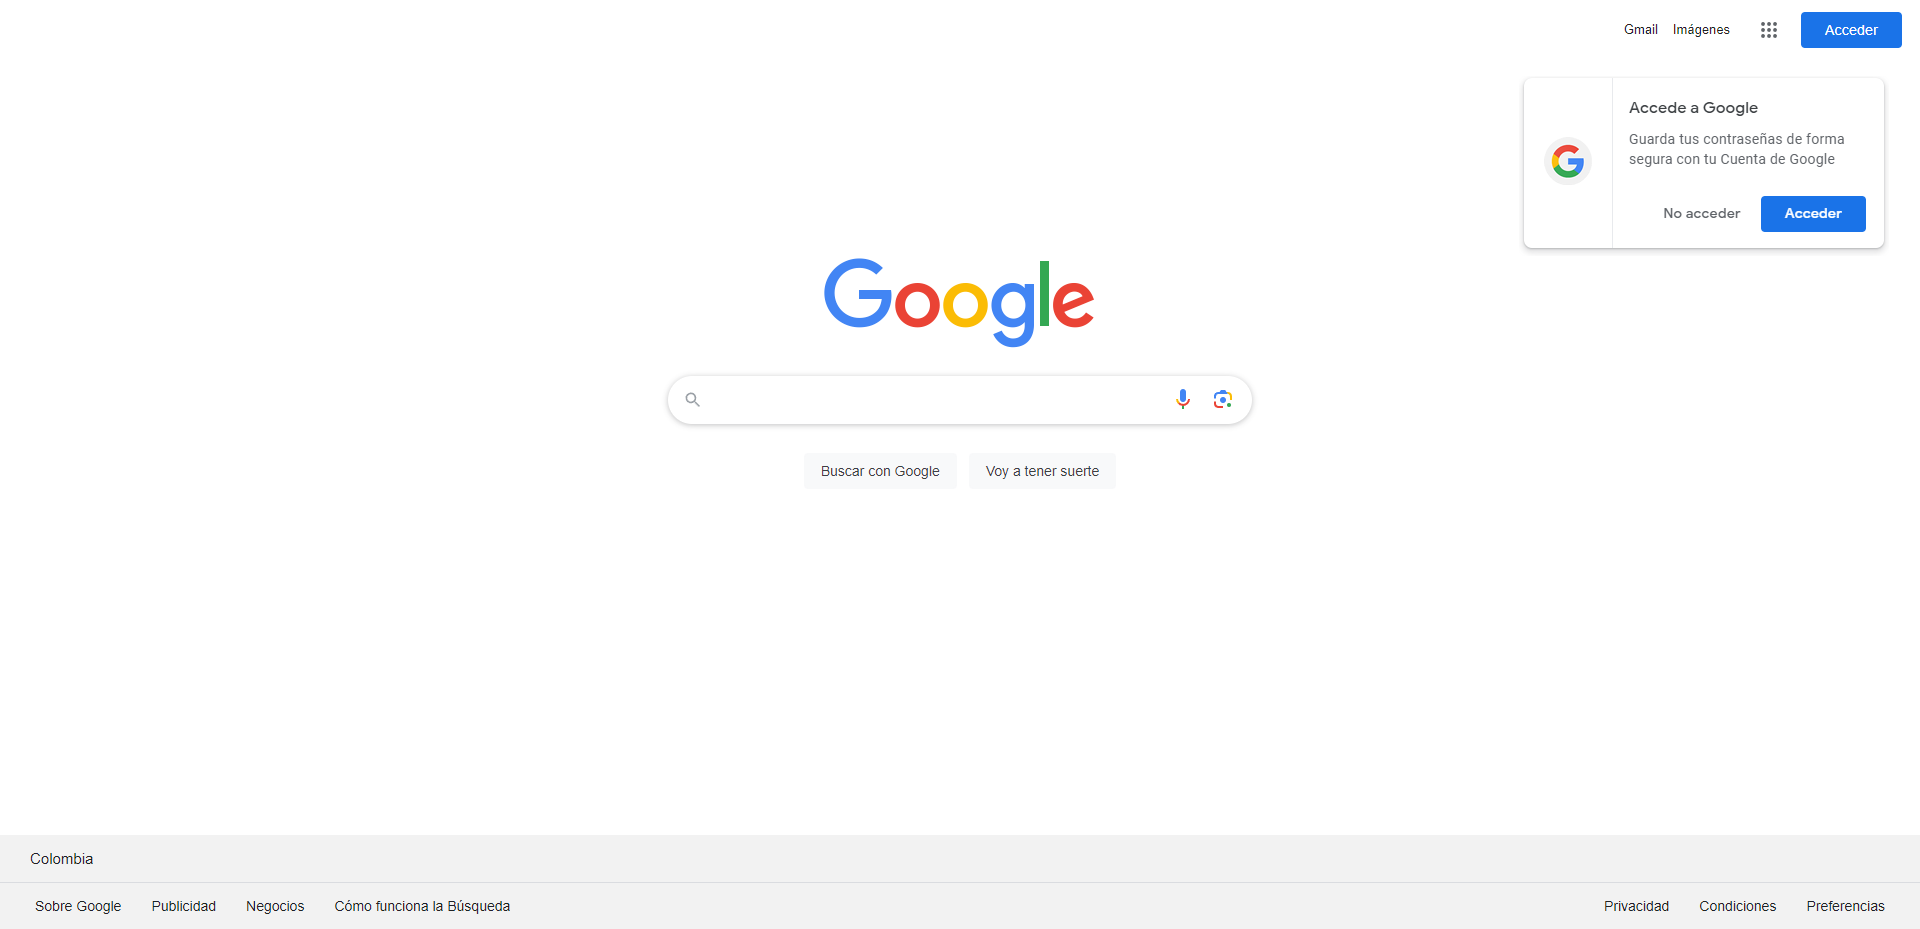 Gmail Imágenes Acceder
Accede a Google
Guarda tus contraseñas de forma
segura con tu Cuenta de Google
No acceder Acceder
Google
Buscar con Google Voy a tener suerte
Colombia
Sobre Google Publicidad Negocios Cómo funciona la Búsqueda Privacidad Condiciones Preferencias